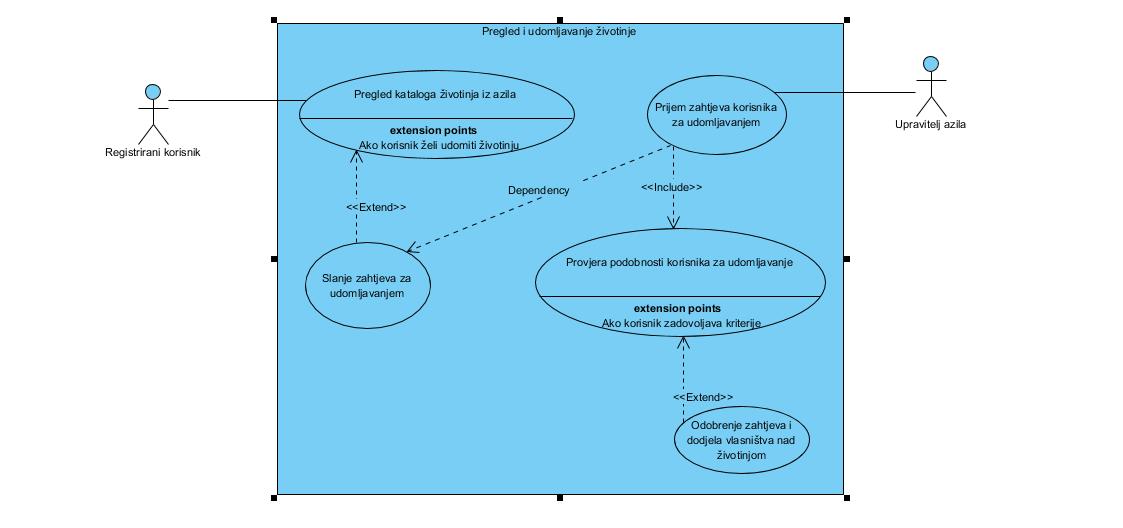 Pregled i udomljavanje životinje
Pregled kataloga životinja iz azila
extension points
Ako korisnik želi udomiti životinju
Prijem zahtjeva korisnika
za udomljavanjem
Registrirani korisnik
Upravitelj azila
Dependency
<<Include>>
<<Extend>>
Slanje zahtjeva za
udomljavanjem
Provjera podobnosti korisnika za udomljavanje
extension points
Ako korisnik zadovoljava kriterije
<<Extend>>
Odobrenje zahtjeva i
dodjela vlasništva nad
životinjom